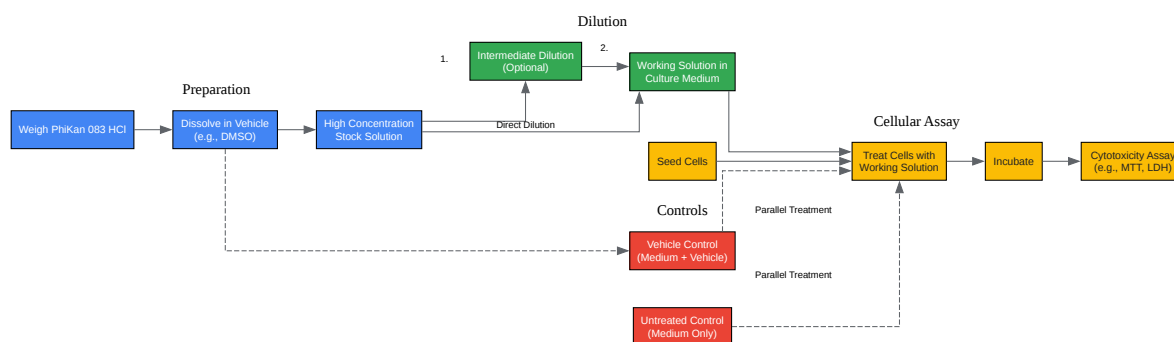 Dilution
1.
Intermediate Dilution
(Optional)
2.
Working Solution in
Culture Medium
Preparation
Weigh PhiKan 083 HCl
Dissolve in Vehicle
(e.g., DMSO)
High Concentration
Stock Solution
Direct Dilution
Cellular Assay
Seed Cells
Treat Cells with
Working Solution
Incubate
Cytotoxicity Assay
(e.g., MTT, LDH)
Controls
Parallel Treatment
Vehicle Control
(Medium + Vehicle)
Parallel Treatment
Untreated Control
(Medium Only)